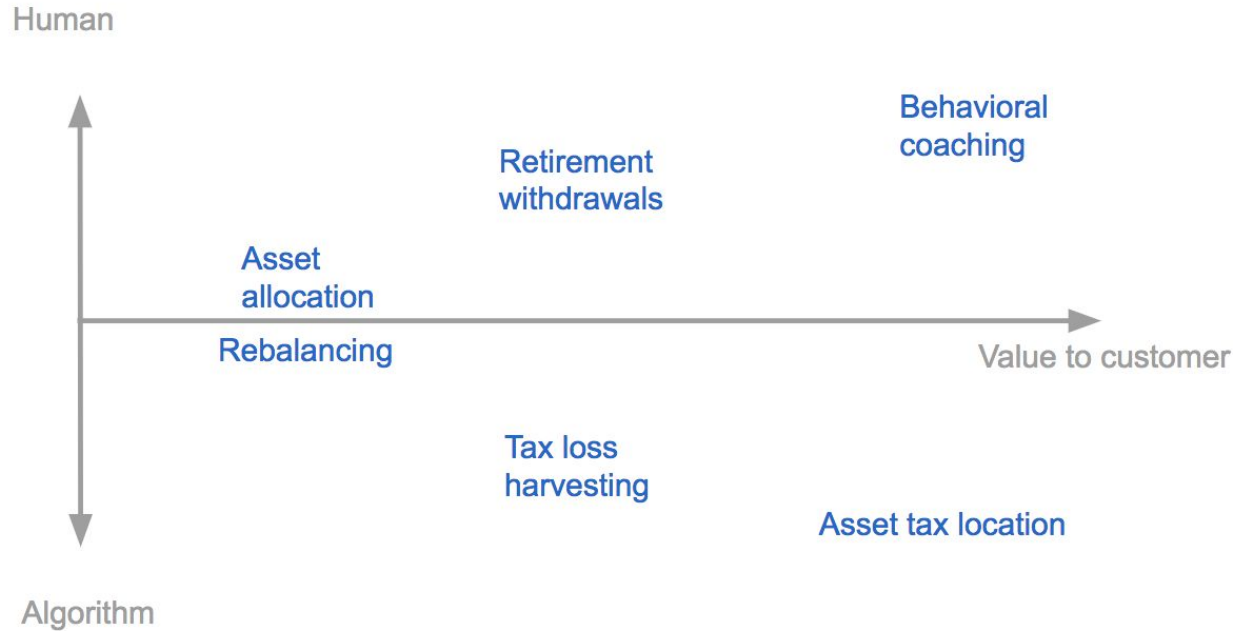 Human
Behavioral
coaching
Retirement
withdrawals
Asset
allocation
Rebalancing
Value to customer
Tax loss
harvesting
Asset tax location
Algorithm